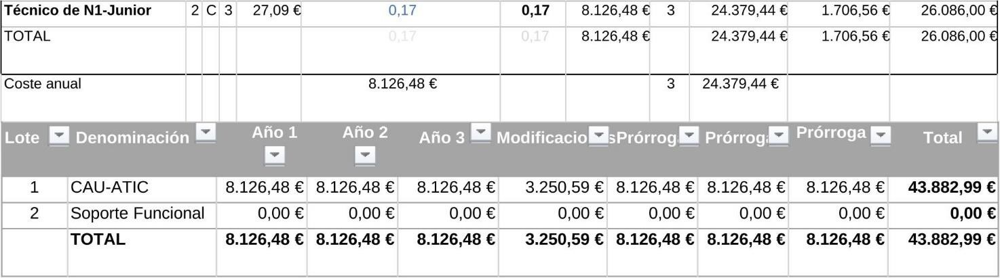 Técnico de N1-Junior 2 C 3 27,09 € 0,17 0,17 8.126,48 € 3 24.379,44 € 1.706,56 € 26.086,00 €
TOTAL 0,17 0,17 8.126,48 € 24.379,44 € 1.706,56 € 26.086,00 €
Coste anual 8.126,48 € 3 24.379,44 €
Lote Denominación Año 1 Año 2 Año 3 Modificacio s Prórrog Prórrog Prórroga Total
1 CAU-ATIC 8.126,48 € 8.126,48 € 8.126,48 € 3.250,59 € 8.126,48 € 8.126,48 € 8.126,48 € 43.882,99 €
2 Soporte Funcional 0,00 € 0,00 € 0,00 € 0,00 € 0,00 € 0,00 € 0,00 € 0,00 €
TOTAL 8.126,48 € 8.126,48 € 8.126,48 € 3.250,59 € 8.126,48 € 8.126,48 € 8.126,48 € 43.882,99 €